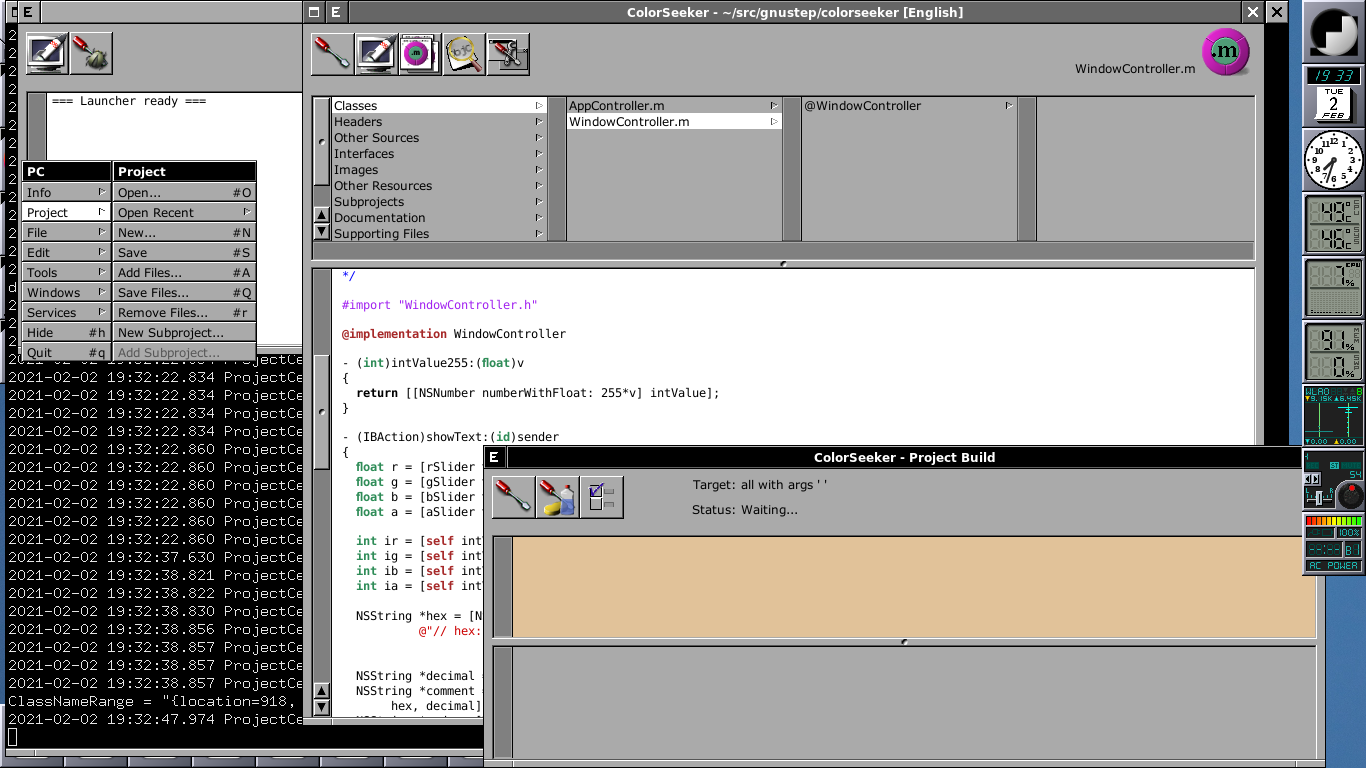 ColorSeeker - ~/src/gnustep/colorseeker [English]
WindowController.m
.m
=== Launcher ready ===
PC
Info
Project
File
Edit
Tools
Windows
Services
Hide #h
Quit #q
Project
Open... #O
Open Recent
New... #N
Save #S
Add Files... #A
Save Files... #Q
Remove Files... #r
New Subproject...
Add Subproject...
Classes
Headers
Other Sources
Interfaces
Images
Other Resources
Subprojects
Documentation
Supporting Files
AppController.m
WindowController.m
@WindowController
*/
#import "WindowController.h"
@implementation WindowController
- (int)intValue255:(float)v
{
return [[NSNumber numberWithFloat: 255*v] intValue];
}
- (IBAction)showText:(id)sender
{
float r = [rSlider
float g = [gSlider
float b = [bSlider
float a = [aSlider
int ir = [self int
int ig = [self int
int ib = [self int
int ia = [self int
NSString *hex = [N
@"// hex:
NSString *decimal =
NSString *comment =
hex, decimal]
2021-02-02 19:32:22.834 ProjectCe
2021-02-02 19:32:22.834 ProjectCe
2021-02-02 19:32:22.834 ProjectCe
2021-02-02 19:32:22.834 ProjectCe
2021-02-02 19:32:22.860 ProjectCe
2021-02-02 19:32:22.860 ProjectCe
2021-02-02 19:32:22.860 ProjectCe
2021-02-02 19:32:22.860 ProjectCe
2021-02-02 19:32:22.860 ProjectCe
2021-02-02 19:32:22.860 ProjectCe
2021-02-02 19:32:37.630 ProjectCe
2021-02-02 19:32:38.821 ProjectCe
2021-02-02 19:32:38.822 ProjectCe
2021-02-02 19:32:38.830 ProjectCe
2021-02-02 19:32:38.856 ProjectCe
2021-02-02 19:32:38.857 ProjectCe
2021-02-02 19:32:38.857 ProjectCe
2021-02-02 19:32:38.857 ProjectCe
ClassNameRange = "{location=918,
2021-02-02 19:32:47.974 ProjectCe
ColorSeeker - Project Build
Target: all with args ' '
Status: Waiting...
19 33
TUE
2
FEB
49°C
46°C
7%
CPU
91%
0%
WLAO
100%
AC POWER